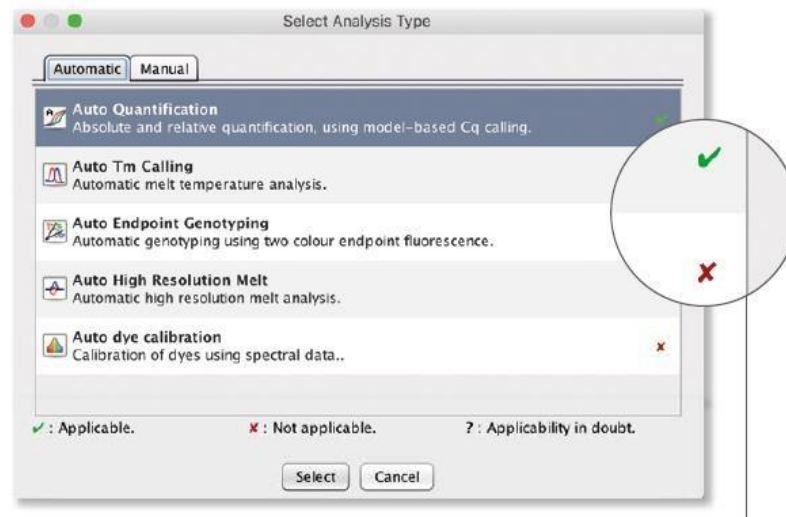 Select Analysis Type
Automatic Manual
Auto Quantification
Absolute and relative quantification, using model-based Cq calling.
Auto Tm Calling
Automatic melt temperature analysis.
Auto Endpoint Genotyping
Automatic genotyping using two colour endpoint fluorescence.
Auto High Resolution Melt
Automatic high resolution melt analysis.
Auto dye calibration
Calibration of dyes using spectral data..
✔ : Applicable. ✘ : Not applicable. ? : Applicability in doubt.
Select Cancel